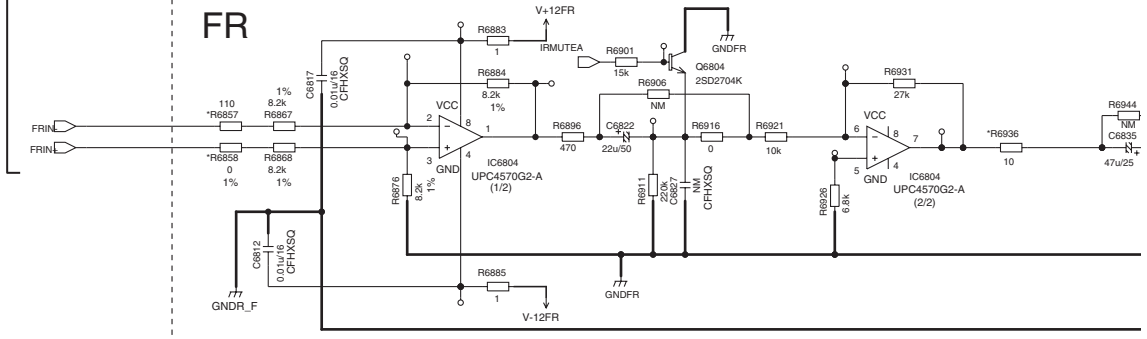 FR
V+12FR
R6883
1
IRMUTEA
R6901
15k
GNDFR
Q6804
2SD2704K
C6817
0.01u/16
CFHXSQ
R6884
8.2k
1%
R6906
NM
R6931
27k
R6944
NM
C6835
47u/25
110
*R6857
1%
8.2k
R6867
FRIN-
FRIN+
*R6858
0
1%
R6868
8.2k
1%
VCC
2
8
1
3
4
GND
IC6804
UPC4570G2-A
(1/2)
R6876
8.2k
1%
R6896
470
C6822
22u/50
R6911
220k
C6827
NM
CFHXSQ
R6916
0
R6921
10k
VCC
6
8
7
5
4
GND
IC6804
UPC4570G2-A
(2/2)
R6926
6.8k
*R6936
10
C6812
0.01u/16
CFHXSQ
GNDR_F
R6885
1
V-12FR
GNDFR